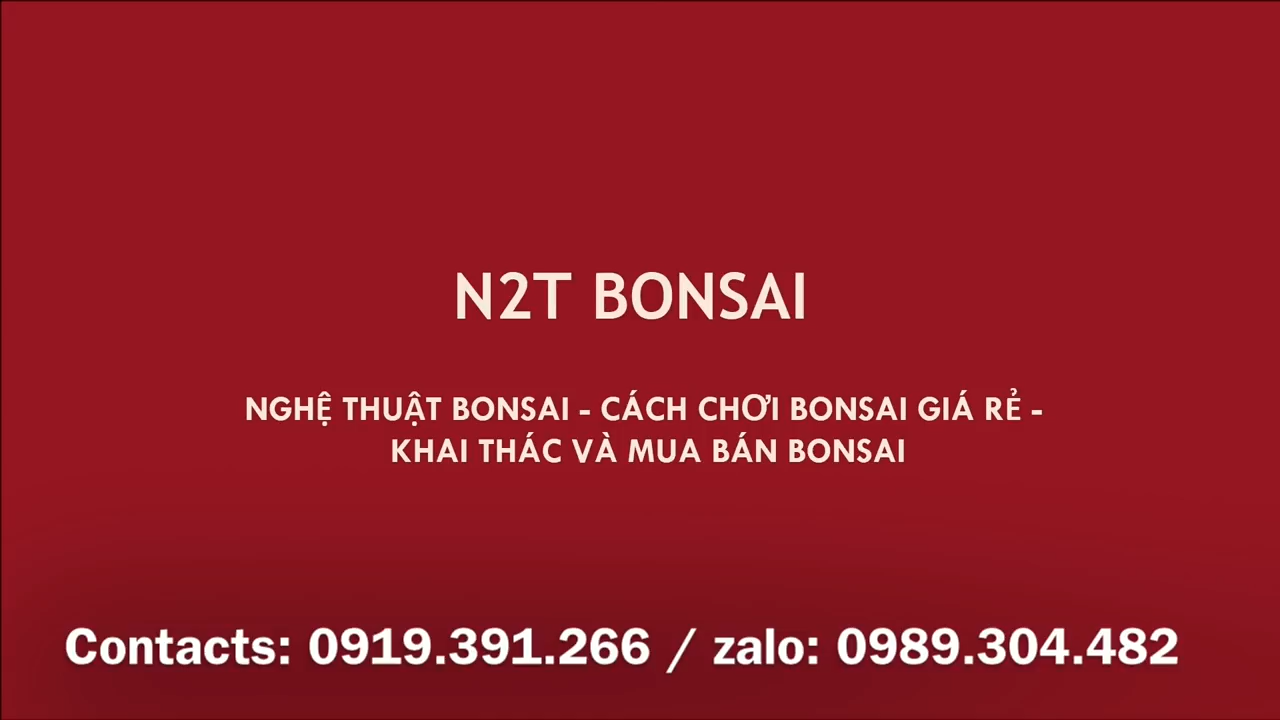 N2T BONSAI
NGHỆ THUẬT BONSAI - CÁCH CHƠI BONSAI GIÁ RẺ -
KHAI THÁC VÀ MUA BÁN BONSAI
Contacts: 0919.391.266 / zalo: 0989.304.482